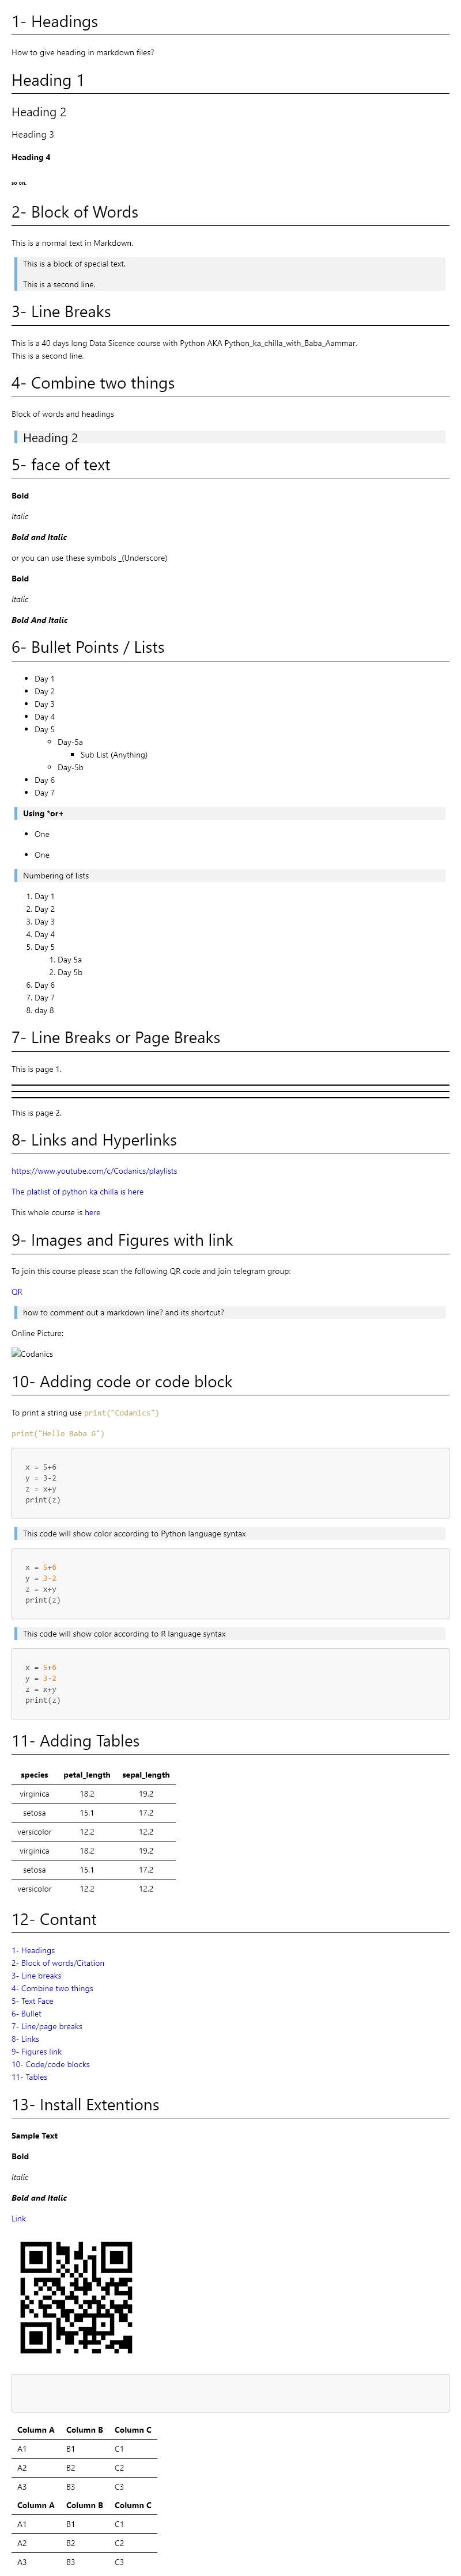 1- Headings
How to give heading in markdown files?
Heading 1
Heading 2
Heading 3
Heading 4
so on.
2- Block of Words
This is a normal text in Markdown.
This is a block of special text.
This is a second line.
3- Line Breaks
This is a 40 days long Data Sicence course with Python AKA Python_ka_chilla_with_Baba_Aammar.
This is a second line.
4- Combine two things
Block of words and headings
Heading 2
5- face of text
Bold
Italic
Bold and Italic
or you can use these symbols _(Underscore)
Bold
Italic
Bold And Italic
6- Bullet Points / Lists
• Day 1
• Day 2
• Day 3
• Day 4
• Day 5
◦ Day-5a
▪ Sub List (Anything)
◦ Day-5b
• Day 6
• Day 7
Using *or+
• One
• One
Numbering of lists
1. Day 1
2. Day 2
3. Day 3
4. Day 4
5. Day 5
1. Day 5a
2. Day 5b
6. Day 6
7. Day 7
8. day 8
7- Line Breaks or Page Breaks
This is page 1.
This is page 2.
8- Links and Hyperlinks
https://www.youtube.com/c/Codanics/playlists
The platlist of python ka chilla is here
This whole course is here
9- Images and Figures with link
To join this course please scan the following QR code and join telegram group:
QR
how to comment out a markdown line? and its shortcut?
Online Picture:
Codanics
10- Adding code or code block
To print a string use print("Codanics")
print("Hello Baba G")
x = 5+6
y = 3-2
z = x+y
print(z)
This code will show color according to Python language syntax
x = 5+6
y = 3-2
z = x+y
print(z)
This code will show color according to R language syntax
x = 5+6
y = 3-2
z = x+y
print(z)
11- Adding Tables
species petal_length sepal_length
virginica 18.2 19.2
setosa 15.1 17.2
versicolor 12.2 12.2
virginica 18.2 19.2
setosa 15.1 17.2
versicolor 12.2 12.2
12- Contant
1- Headings
2- Block of words/Citation
3- Line breaks
4- Combine two things
5- Text Face
6- Bullet
7- Line/page breaks
8- Links
9- Figures link
10- Code/code blocks
11- Tables
13- Install Extentions
Sample Text
Bold
Italic
Bold and Italic
Link
Column A Column B Column C
A1 B1 C1
A2 B2 C2
A3 B3 C3
Column A Column B Column C
A1 B1 C1
A2 B2 C2
A3 B3 C3